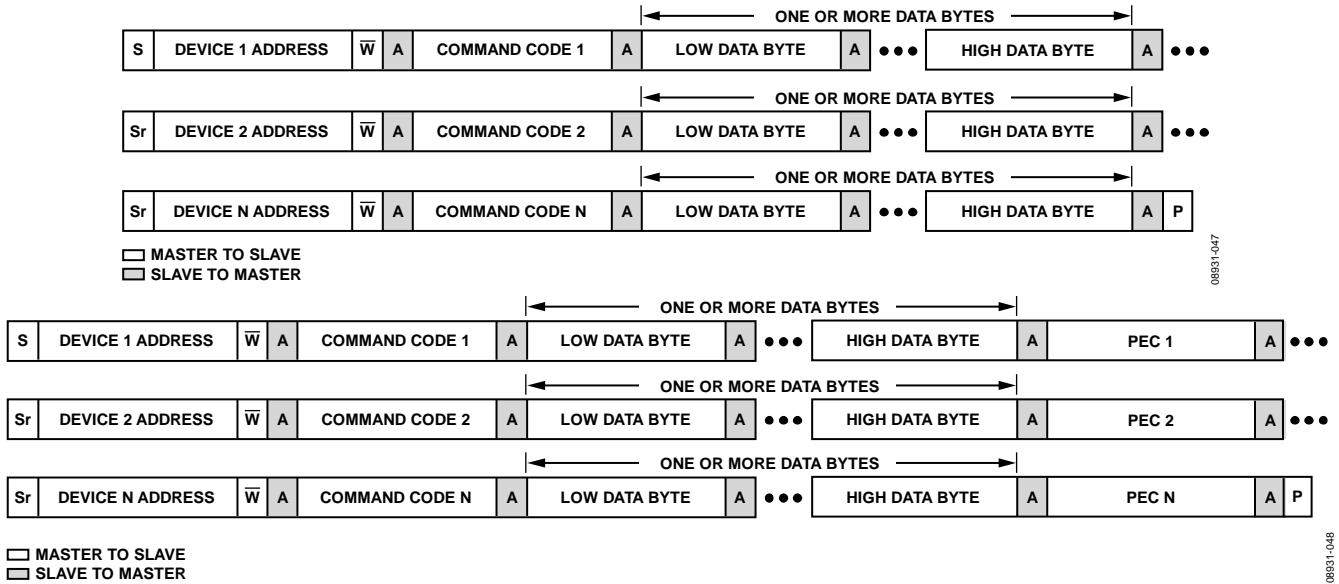 ONE OR MORE DATA BYTES
S DEVICE 1 ADDRESS W̅ A COMMAND CODE 1 A LOW DATA BYTE A ●●● HIGH DATA BYTE A ●●●
ONE OR MORE DATA BYTES
Sr DEVICE 2 ADDRESS W̅ A COMMAND CODE 2 A LOW DATA BYTE A ●●● HIGH DATA BYTE A ●●●
ONE OR MORE DATA BYTES
Sr DEVICE N ADDRESS W̅ A COMMAND CODE N A LOW DATA BYTE A ●●● HIGH DATA BYTE A P
MASTER TO SLAVE
SLAVE TO MASTER
08931-047
ONE OR MORE DATA BYTES
S DEVICE 1 ADDRESS W̅ A COMMAND CODE 1 A LOW DATA BYTE A ●●● HIGH DATA BYTE A PEC 1 A ●●●
ONE OR MORE DATA BYTES
Sr DEVICE 2 ADDRESS W̅ A COMMAND CODE 2 A LOW DATA BYTE A ●●● HIGH DATA BYTE A PEC 2 A ●●●
ONE OR MORE DATA BYTES
Sr DEVICE N ADDRESS W̅ A COMMAND CODE N A LOW DATA BYTE A ●●● HIGH DATA BYTE A PEC N A P
MASTER TO SLAVE
SLAVE TO MASTER
08931-048